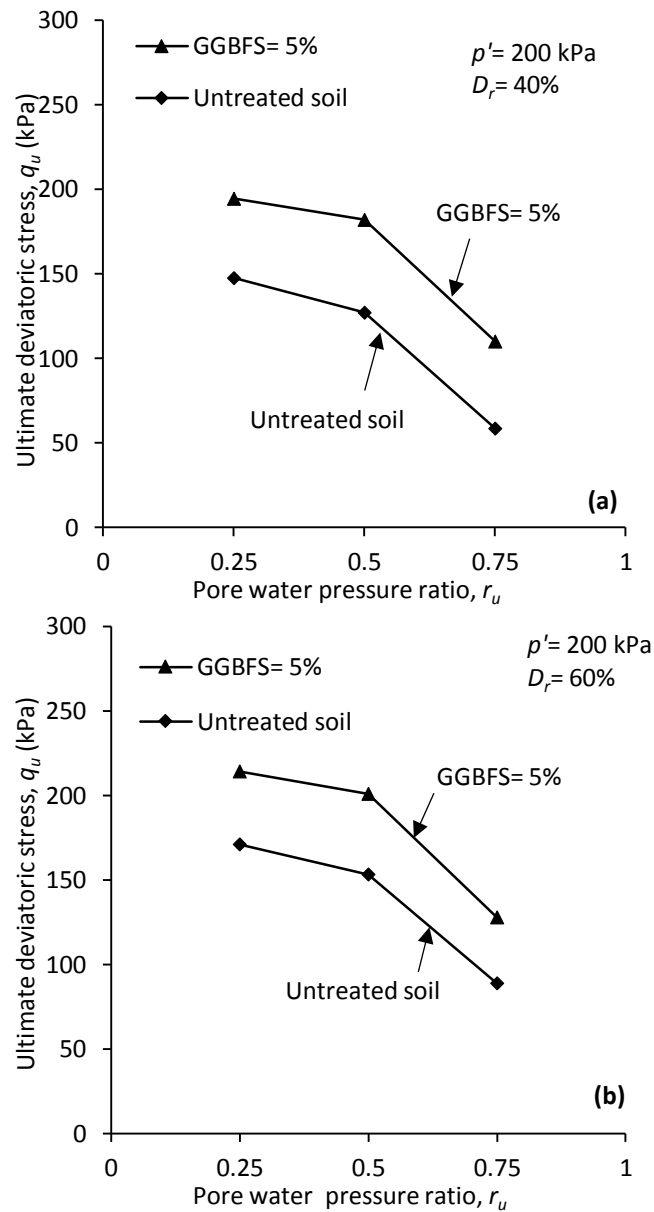 300
250
200
150
100
50
0
Ultimate deviatoric stress, qu (kPa)
GGBFS= 5%
Untreated soil
p'= 200 kPa
Dr= 40%
GGBFS= 5%
Untreated soil
(a)
0 0.25 0.5 0.75 1
Pore water pressure ratio, ru
300
250
200
150
100
50
0
Ultimate deviatoric stress, qu (kPa)
GGBFS= 5%
Untreated soil
p'= 200 kPa
Dr= 60%
GGBFS= 5%
Untreated soil
(b)
0 0.25 0.5 0.75 1
Pore water pressure ratio, ru